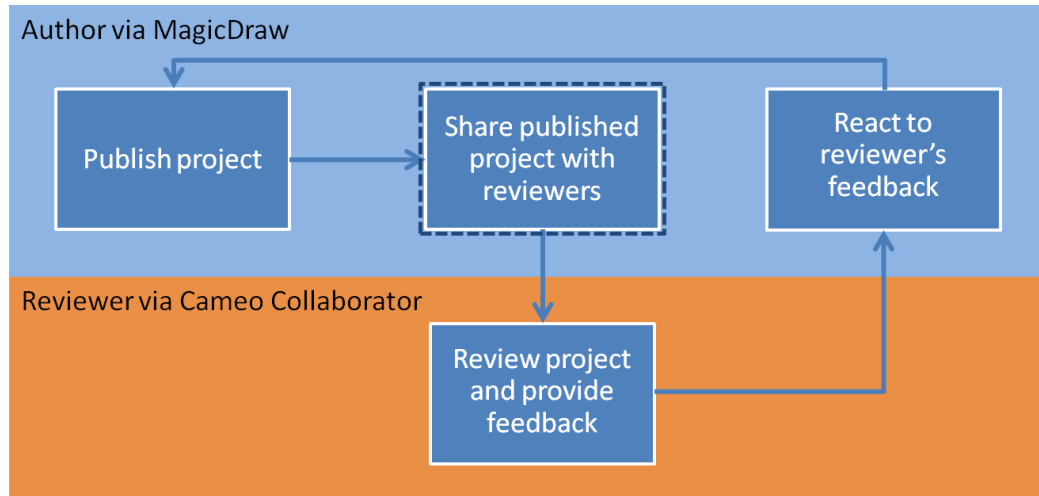 Author via MagicDraw
Publish project
Share published
project with
reviewers
React to
reviewer’s
feedback
Reviewer via Cameo Collaborator
Review project
and provide
feedback